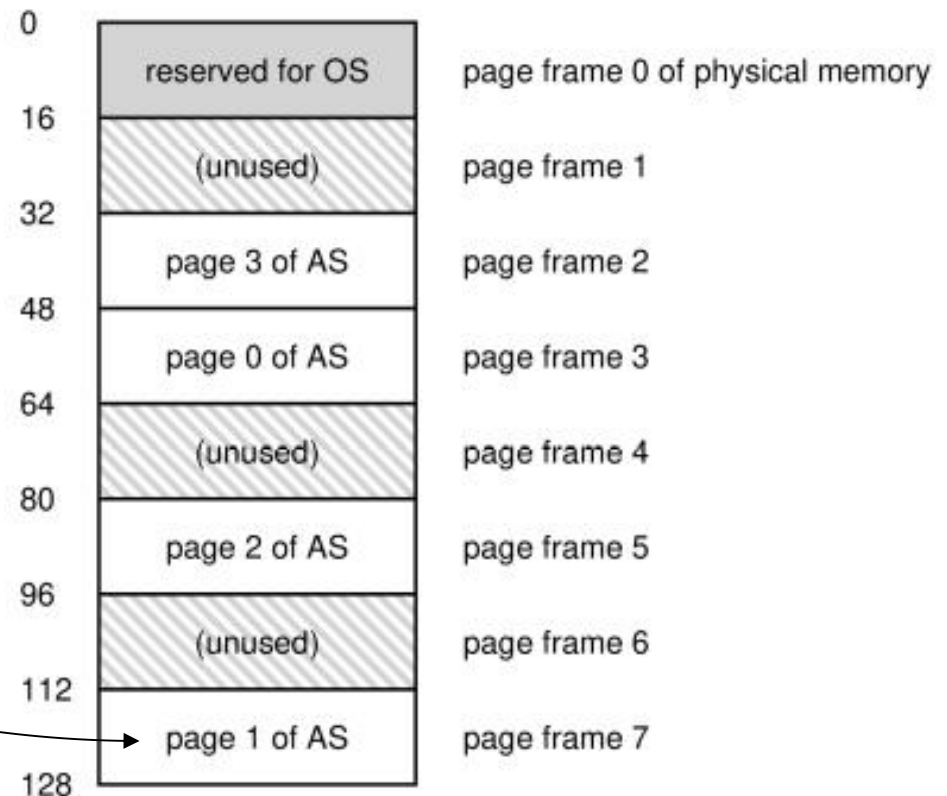 0
reserved for OS page frame 0 of physical memory
16
(unused) page frame 1
32
page 3 of AS page frame 2
48
page 0 of AS page frame 3
64
(unused) page frame 4
80
page 2 of AS page frame 5
96
(unused) page frame 6
112
page 1 of AS page frame 7
128